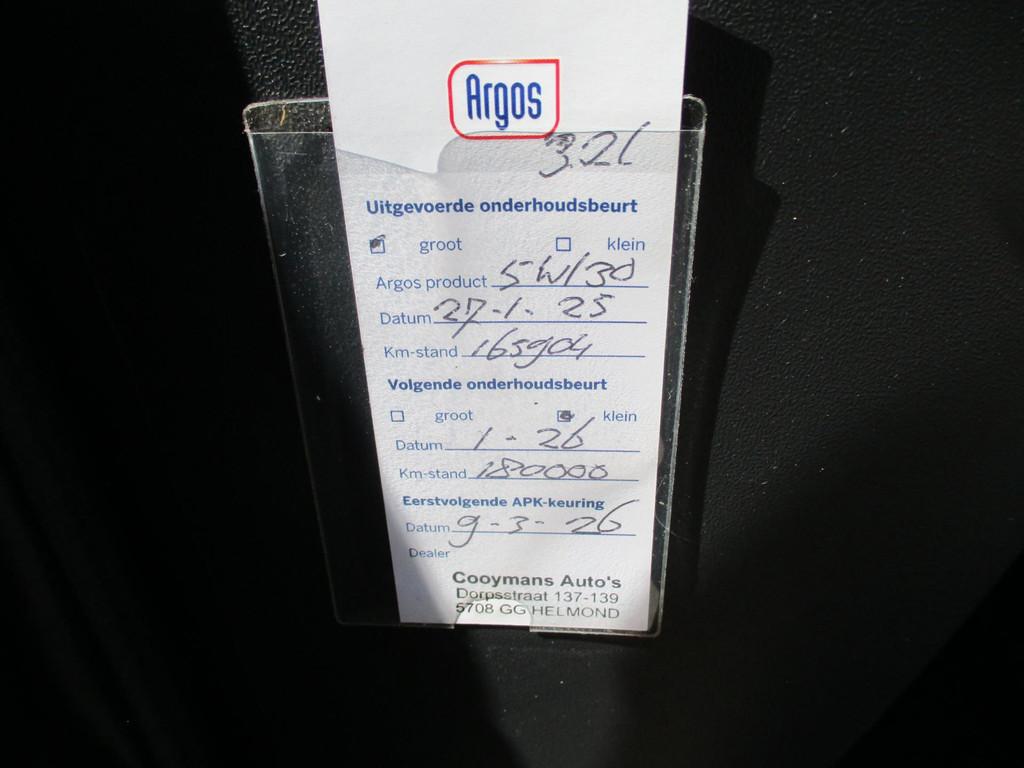 Argos
3.2L
Uitgevoerde onderhoudsbeurt
groot klein
Argos product 5W/30
Datum 27-1-25
Km-stand 165904
Volgende onderhoudsbeurt
groot klein
Datum 1-26
Km-stand 180000
Eerstvolgende APK-keuring
Datum 9-3-26
Dealer
Cooymans Auto's
Dorpsstraat 137-139
5708 GG HELMOND